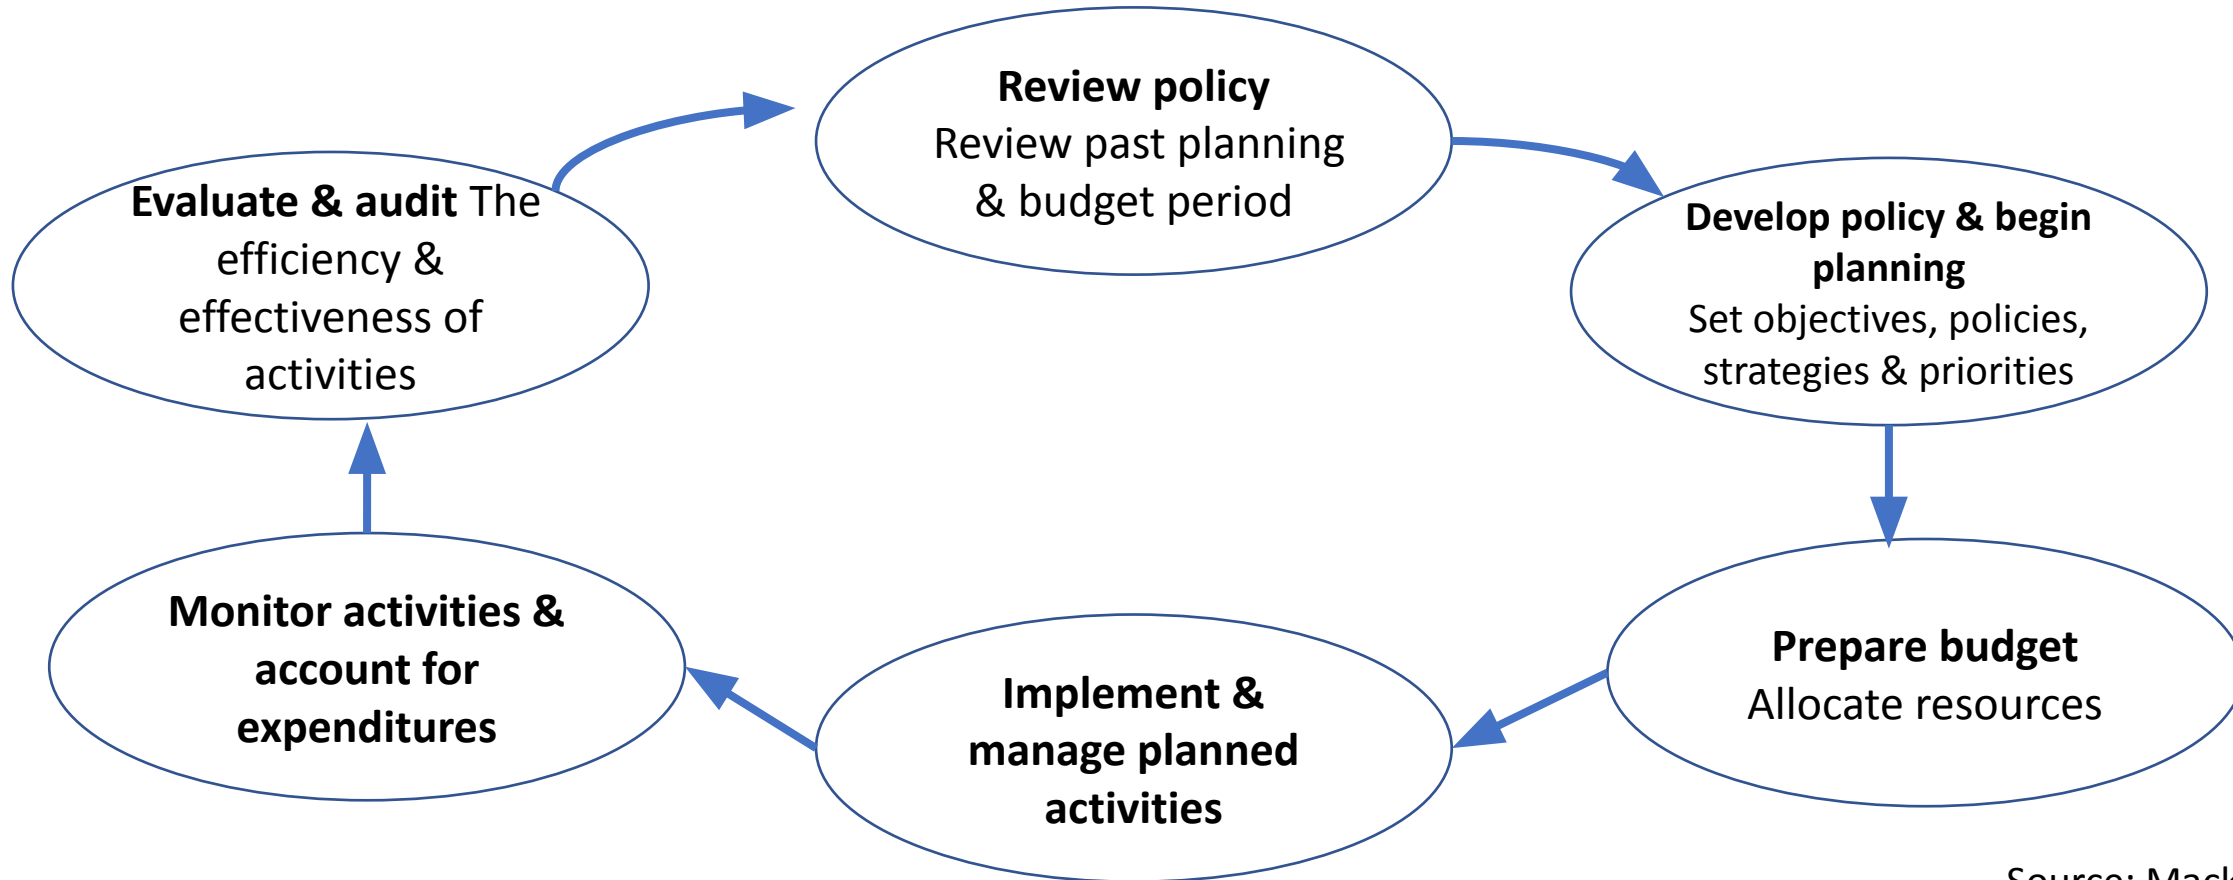 Review policy
Review past planning
& budget period
Develop policy & begin
planning
Set objectives, policies,
strategies & priorities
Prepare budget
Allocate resources
Implement &
manage planned
activities
Monitor activities &
account for
expenditures
Evaluate & audit The
efficiency &
effectiveness of
activities
Source: